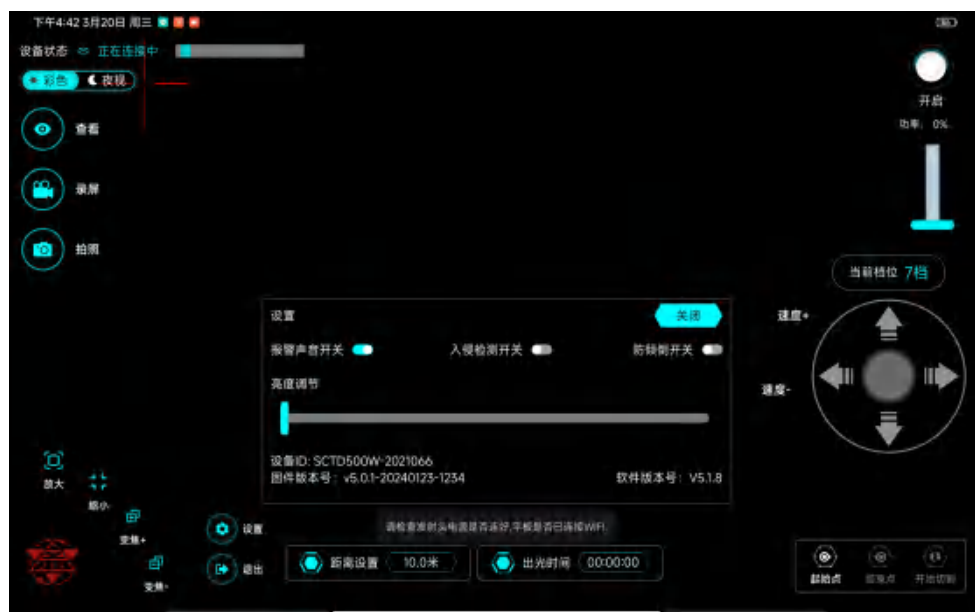 下午4:42 3月20日 周三
设备状态 正在连接中
彩色 夜视
开启
查看
功率: 0%
录屏
拍照
当前档位 7档
设置 关闭
速度+
报警声音开关 入侵检测开关 防倾倒开关
亮度调节
速度-
设备ID: SCTD500W-2021066
固件版本号: v5.0.1-20240123-1234 软件版本号: V5.1.8
放大
缩小
变焦+
设置
请检查发射头电源是否连好,平板是否已连接WIFI.
距离设置 10.0米 出光时间 00:00:00
退出
变焦-
起始点 结束点 开始切割